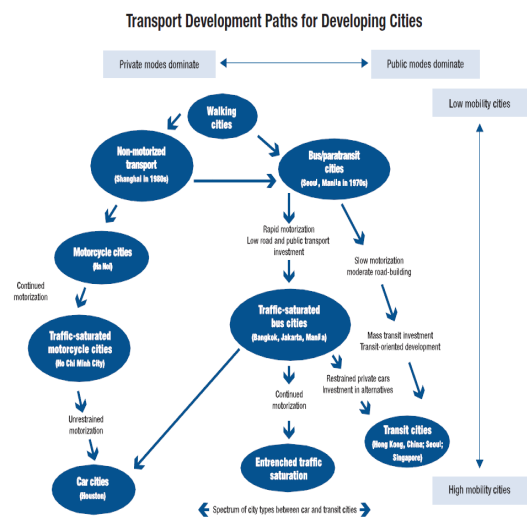 Transport Development Paths for Developing Cities
Private modes dominate
Public modes dominate
Low mobility cities
Walking
cities
Non-motorized
transport
(Shanghai in 1980s)
Bus/paratransit
cities
(Seoul, Manila in 1970s)
Rapid motorization
Low road and public transport
investment
Slow motorization
moderate road-building
Motorcycle cities
(Ha Noi)
Continued
motorization
Traffic-saturated
motorcycle cities
(Ho Chi Minh City)
Traffic-saturated
bus cities
(Bangkok, Jakarta, Manila)
Mass transit investment
Transit-oriented development
Restrained private cars
Investment in alternatives
Unrestrained
motorization
Continued
motorization
Transit cities
(Hong Kong, China; Seoul;
Singapore)
Car cities
(Houston)
Entrenched traffic
saturation
High mobility cities
Spectrum of city types between car and transit cities